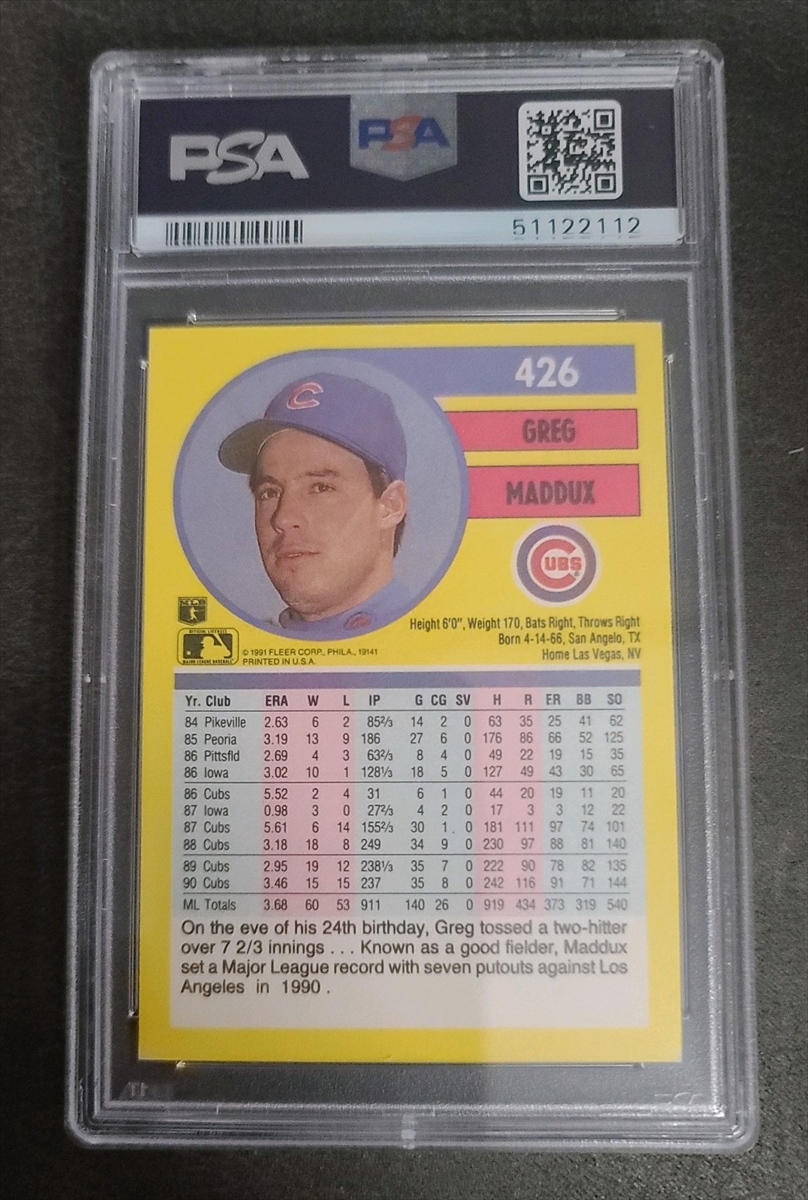 PSA PSA
51122112
426
GREG
MADDUX
C
CUBS
Height 6'0", Weight 170, Bats Right, Throws Right
Born 4-14-66, San Angelo, TX
Home Las Vegas, NV
© 1991 FLEER CORP., PHILA., 19141
PRINTED IN U.S.A.
Yr. Club ERA W L IP G CG SV H R ER BB SO
84 Pikeville 2.63 6 2 85 2/3 14 2 0 63 35 25 41 62
85 Peoria 3.19 13 9 186 27 6 0 176 86 66 52 125
86 Pittsfld 2.69 4 3 63 2/3 8 4 0 49 22 19 15 35
86 Iowa 3.02 10 1 128 1/3 18 5 0 127 49 43 30 65
86 Cubs 5.52 2 4 31 6 1 0 44 20 19 11 20
87 Iowa 0.98 3 0 27 2/3 4 2 0 17 3 3 12 22
87 Cubs 5.61 6 14 155 2/3 30 1 0 181 111 97 74 101
88 Cubs 3.18 18 8 249 34 9 0 230 97 88 81 140
89 Cubs 2.95 19 12 238 1/3 35 7 0 222 90 78 82 135
90 Cubs 3.46 15 15 237 35 8 0 242 116 91 71 144
ML Totals 3.68 60 53 911 140 26 0 919 434 373 319 540
On the eve of his 24th birthday, Greg tossed a two-hitter
over 7 2/3 innings . . . Known as a good fielder, Maddux
set a Major League record with seven putouts against Los
Angeles in 1990 .